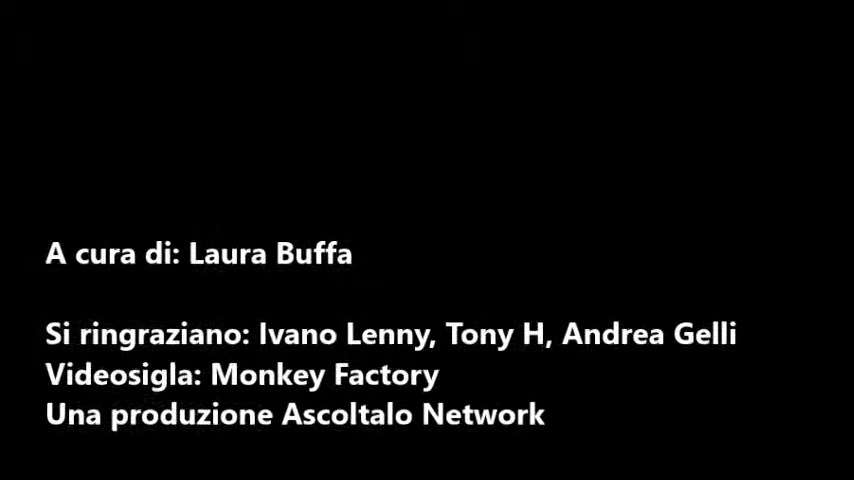 A cura di: Laura Buffa
Si ringraziano: Ivano Lenny, Tony H, Andrea Gelli
Videosigla: Monkey Factory
Una produzione Ascoltalo Network